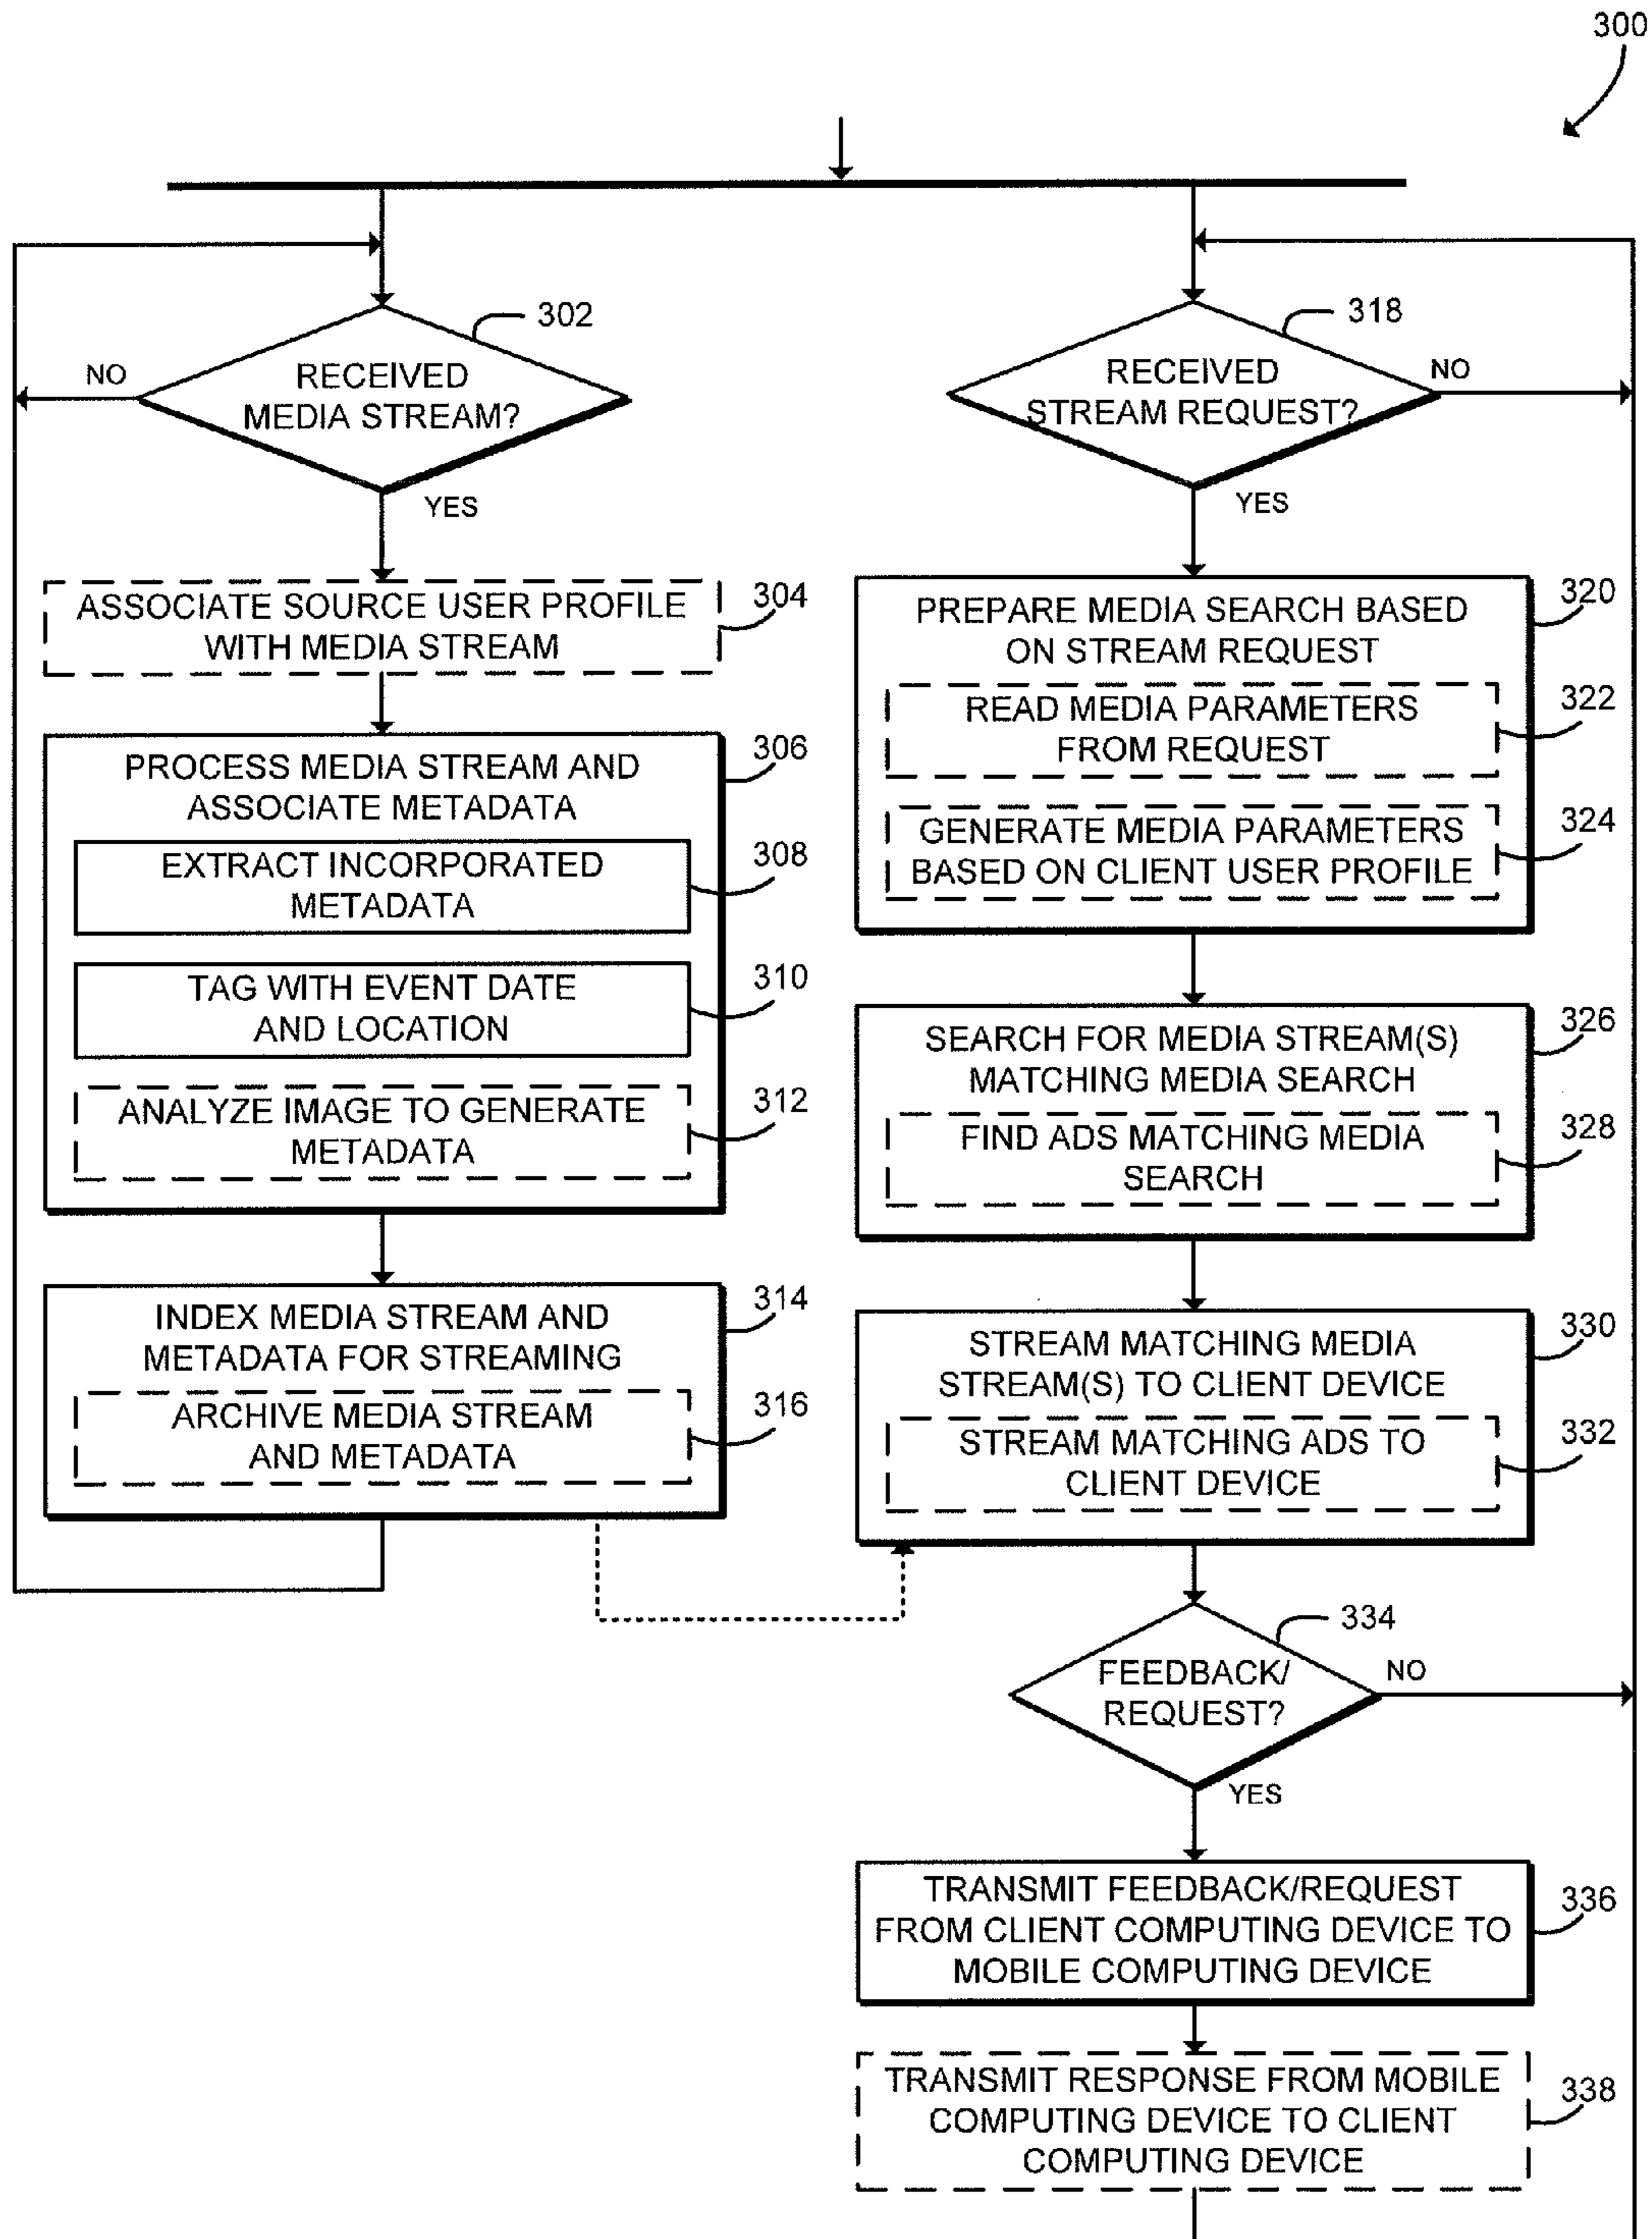 300
302
RECEIVED
MEDIA STREAM?
NO
YES
ASSOCIATE SOURCE USER PROFILE
WITH MEDIA STREAM
304
PROCESS MEDIA STREAM AND
ASSOCIATE METADATA
306
EXTRACT INCORPORATED
METADATA
308
TAG WITH EVENT DATE
AND LOCATION
310
ANALYZE IMAGE TO GENERATE
METADATA
312
INDEX MEDIA STREAM AND
METADATA FOR STREAMING
314
ARCHIVE MEDIA STREAM
AND METADATA
316
318
RECEIVED
STREAM REQUEST?
NO
YES
PREPARE MEDIA SEARCH BASED
ON STREAM REQUEST
320
READ MEDIA PARAMETERS
FROM REQUEST
322
GENERATE MEDIA PARAMETERS
BASED ON CLIENT USER PROFILE
324
SEARCH FOR MEDIA STREAM(S)
MATCHING MEDIA SEARCH
326
FIND ADS MATCHING MEDIA
SEARCH
328
STREAM MATCHING MEDIA
STREAM(S) TO CLIENT DEVICE
330
STREAM MATCHING ADS TO
CLIENT DEVICE
332
334
FEEDBACK/
REQUEST?
NO
YES
TRANSMIT FEEDBACK/REQUEST
FROM CLIENT COMPUTING DEVICE TO
MOBILE COMPUTING DEVICE
336
TRANSMIT RESPONSE FROM MOBILE
COMPUTING DEVICE TO CLIENT
COMPUTING DEVICE
338